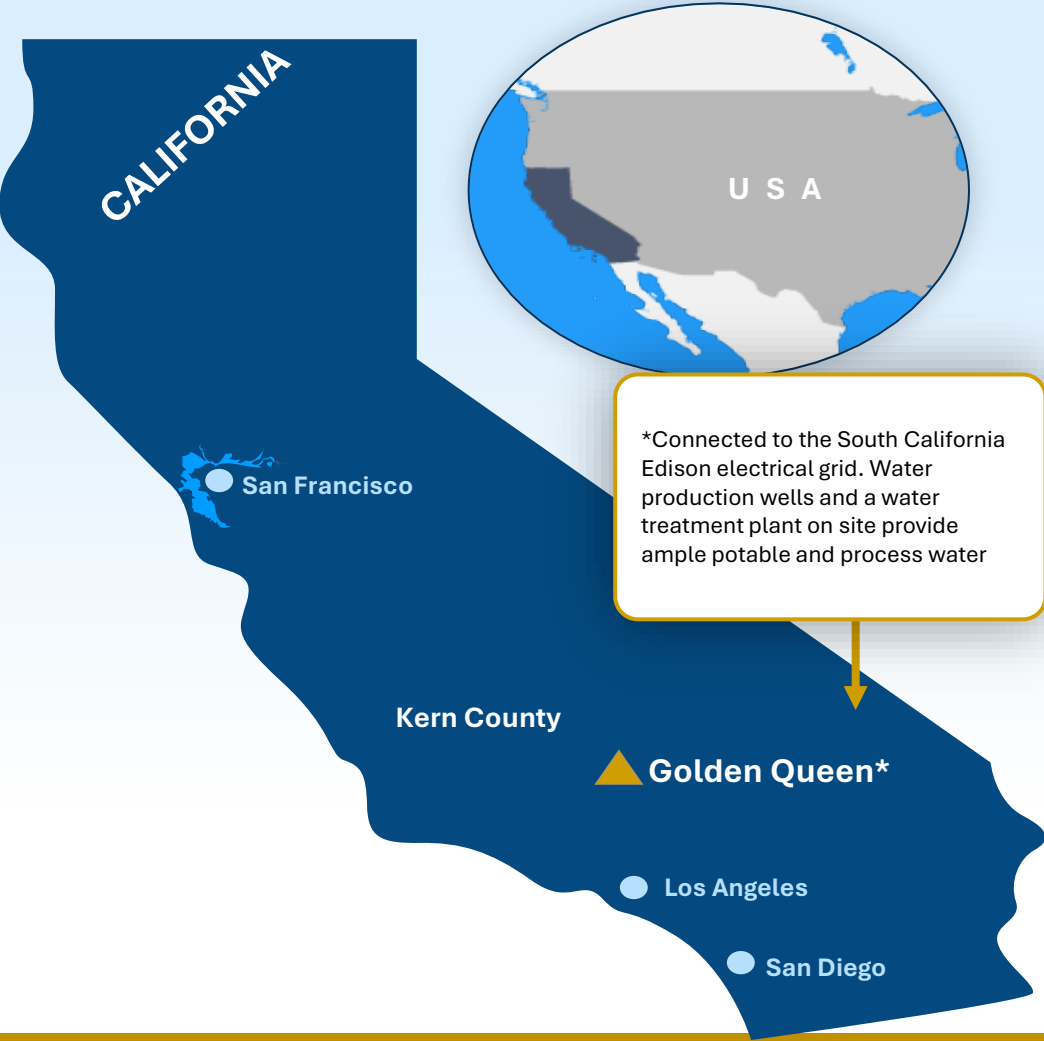 CALIFORNIA
USA
*Connected to the South California
Edison electrical grid. Water
production wells and a water
treatment plant on site provide
ample potable and process water
San Francisco
Kern County
Golden Queen*
Los Angeles
San Diego